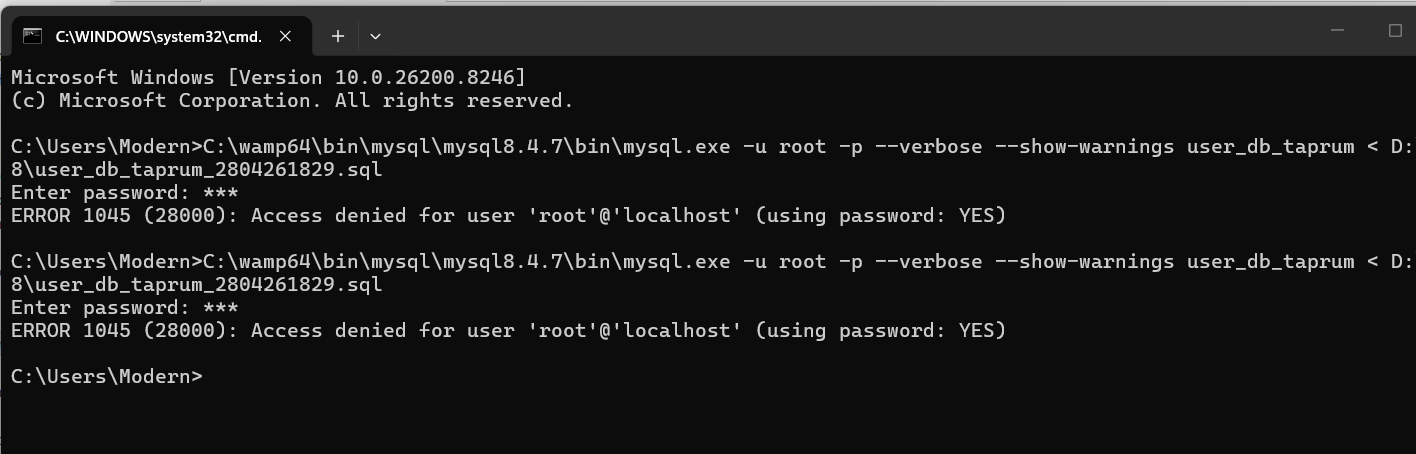 C:\WINDOWS\system32\cmd.
Microsoft Windows [Version 10.0.26200.8246]
(c) Microsoft Corporation. All rights reserved.
C:\Users\Modern>C:\wamp64\bin\mysql\mysql8.4.7\bin\mysql.exe -u root -p --verbose --show-warnings user_db_taprum < D:
8\user_db_taprum_2804261829.sql
Enter password: ***
ERROR 1045 (28000): Access denied for user 'root'@'localhost' (using password: YES)
C:\Users\Modern>C:\wamp64\bin\mysql\mysql8.4.7\bin\mysql.exe -u root -p --verbose --show-warnings user_db_taprum < D:
8\user_db_taprum_2804261829.sql
Enter password: ***
ERROR 1045 (28000): Access denied for user 'root'@'localhost' (using password: YES)
C:\Users\Modern>